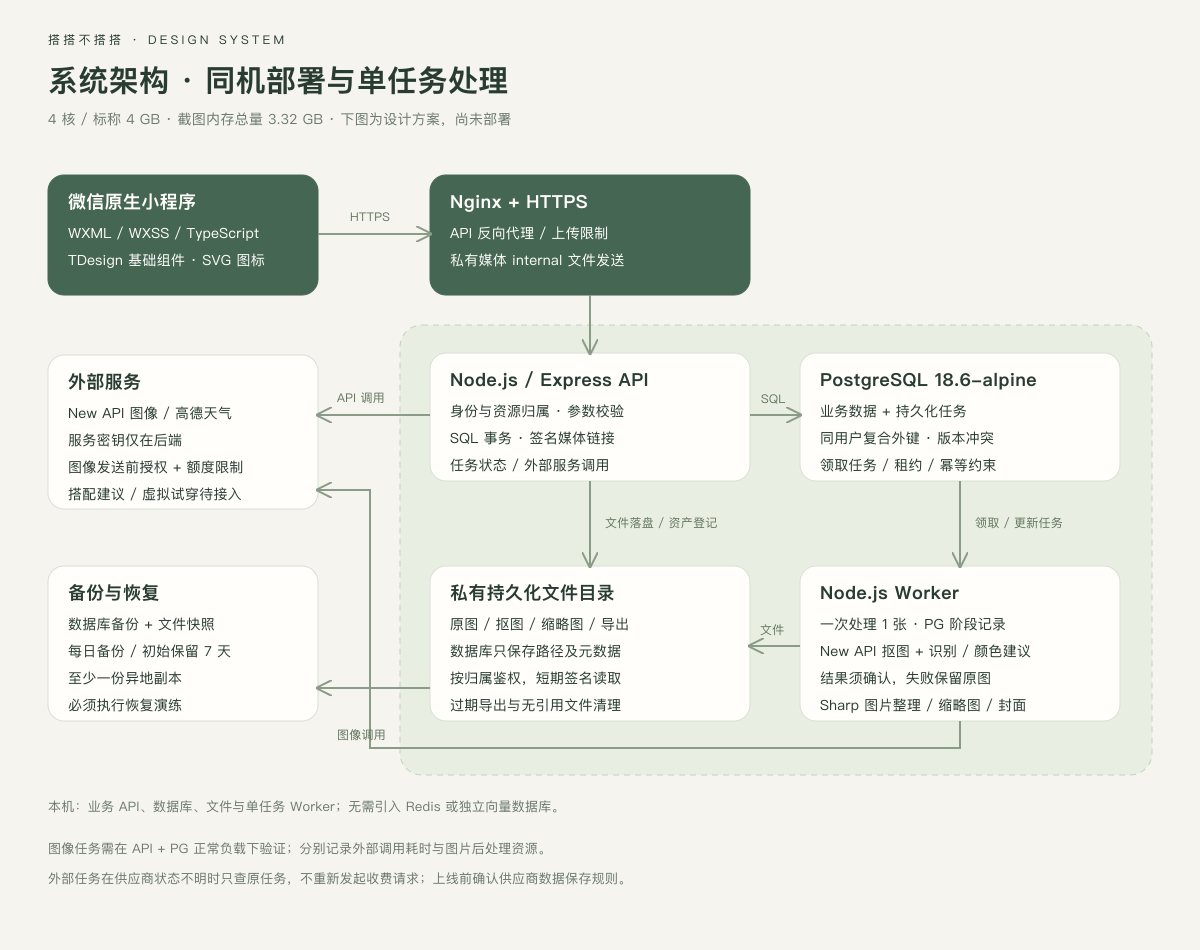 搭搭不搭搭 · DESIGN SYSTEM
系统架构 · 同机部署与单任务处理
4 核 / 标称 4 GB · 截图内存总量 3.32 GB · 下图为设计方案，尚未部署
微信原生小程序
WXML / WXSS / TypeScript
TDesign 基础组件 · SVG 图标
HTTPS
Nginx + HTTPS
API 反向代理 / 上传限制
私有媒体 internal 文件发送
外部服务
New API 图像 / 高德天气
服务密钥仅在后端
图像发送前授权 + 额度限制
搭配建议 / 虚拟试穿待接入
API 调用
Node.js / Express API
身份与资源归属 · 参数校验
SQL 事务 · 签名媒体链接
任务状态 / 外部服务调用
SQL
PostgreSQL 18.6-alpine
业务数据 + 持久化任务
同用户复合外键 · 版本冲突
领取任务 / 租约 / 幂等约束
文件落盘 / 资产登记
领取 / 更新任务
备份与恢复
数据库备份 + 文件快照
每日备份 / 初始保留 7 天
至少一份异地副本
必须执行恢复演练
私有持久化文件目录
原图 / 抠图 / 缩略图 / 导出
数据库只保存路径及元数据
按归属鉴权，短期签名读取
过期导出与无引用文件清理
文件
Node.js Worker
一次处理 1 张 · PG 阶段记录
New API 抠图 + 识别 / 颜色建议
结果须确认，失败保留原图
Sharp 图片整理 / 缩略图 / 封面
图像调用
本机：业务 API、数据库、文件与单任务 Worker；无需引入 Redis 或独立向量数据库。
图像任务需在 API + PG 正常负载下验证；分别记录外部调用耗时与图片后处理资源。
外部任务在供应商状态不明时只查原任务，不重新发起收费请求；上线前确认供应商数据保存规则。